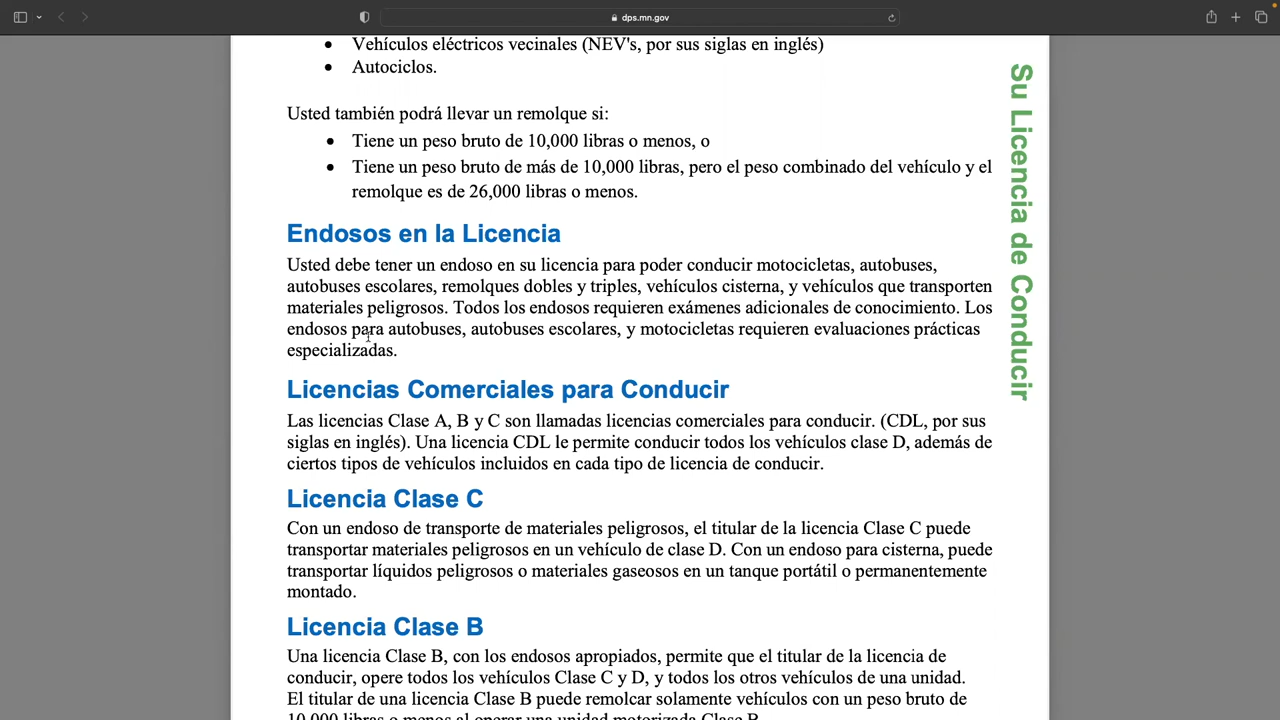 dps.mn.gov
• Vehículos eléctricos vecinales (NEV's, por sus siglas en inglés)
• Autociclos.
Usted también podrá llevar un remolque si:
• Tiene un peso bruto de 10,000 libras o menos, o
• Tiene un peso bruto de más de 10,000 libras, pero el peso combinado del vehículo y el
remolque es de 26,000 libras o menos.
Endosos en la Licencia
Usted debe tener un endoso en su licencia para poder conducir motocicletas, autobuses,
autobuses escolares, remolques dobles y triples, vehículos cisterna, y vehículos que transporten
materiales peligrosos. Todos los endosos requieren exámenes adicionales de conocimiento. Los
endosos para autobuses, autobuses escolares, y motocicletas requieren evaluaciones prácticas
especializadas.
Licencias Comerciales para Conducir
Las licencias Clase A, B y C son llamadas licencias comerciales para conducir. (CDL, por sus
siglas en inglés). Una licencia CDL le permite conducir todos los vehículos clase D, además de
ciertos tipos de vehículos incluidos en cada tipo de licencia de conducir.
Licencia Clase C
Con un endoso de transporte de materiales peligrosos, el titular de la licencia Clase C puede
transportar materiales peligrosos en un vehículo de clase D. Con un endoso para cisterna, puede
transportar líquidos peligrosos o materiales gaseosos en un tanque portátil o permanentemente
montado.
Licencia Clase B
Una licencia Clase B, con los endosos apropiados, permite que el titular de la licencia de
conducir, opere todos los vehículos Clase C y D, y todos los otros vehículos de una unidad.
El titular de una licencia Clase B puede remolcar solamente vehículos con un peso bruto de
10,000 libras o menos al operar una unidad motorizada Clase B.
Su Licencia de Conducir